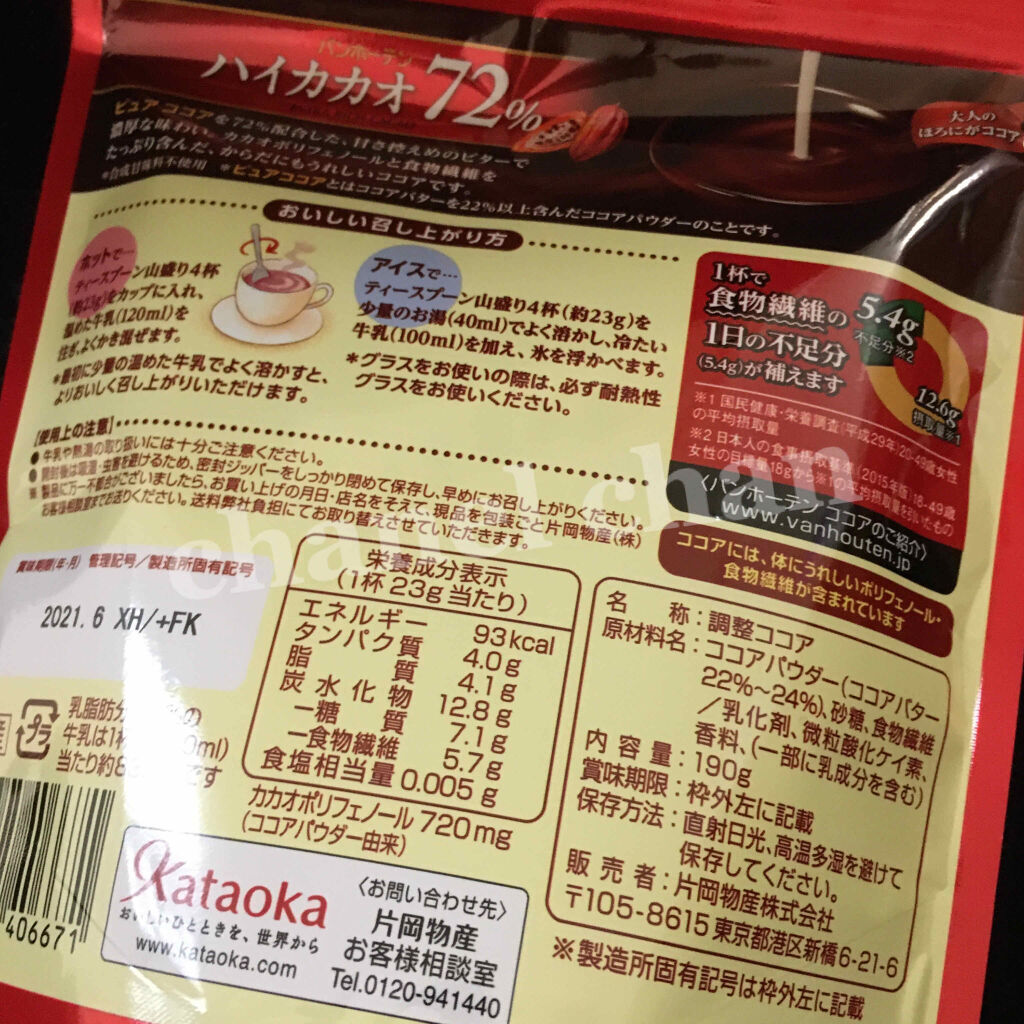 バンホーテン
ハイカカオ72%
大人の
ほろにがココア
ピュアココアを72%配合した、甘さ控えめのビターで
濃厚な味わい。カカオポリフェノールと食物繊維を
たっぷり含んだ、からだにもうれしいココアです。
*合成甘味料不使用 *ピュアココアとはココアバターを22%以上含んだココアパウダーのことです。
おいしい召し上がり方
ホットで…
ティースプーン山盛り4杯
(約23g)をカップに入れ、
温めた牛乳(120ml)を
注ぎ、よくかき混ぜます。
*最初に少量の温めた牛乳でよく溶かすと、
よりおいしく召し上がりいただけます。
アイスで…
ティースプーン山盛り4杯(約23g)を
少量のお湯(40ml)でよく溶かし、冷たい
牛乳(100ml)を加え、氷を浮かべます。
*グラスをお使いの際は、必ず耐熱性
グラスをお使いください。
1杯で
食物繊維の
1日の不足分
(5.4g)が補えます
5.4g
不足分※2
12.6g
摂取量※1
※1 国民健康・栄養調査(平成29年)20-49歳女性
の平均摂取量
※2 日本人の食事摂取基準(2015年版)18-49歳
女性の目標量18gから※1の平均摂取量を引いたもの
〈バンホーテン ココアのご紹介〉
www.vanhouten.jp
【使用上の注意】
● 牛乳や熱湯の取り扱いには十分ご注意ください。
● 開封後は吸湿・虫害を避けるため、密封ジッパーをしっかり閉めて保存し、早めにお召し上がりください。
※ 製品に万一不都合がございましたら、お買い上げの月日・店名をそえて、現品を包装ごと片岡物産(株)
お客様相談室までお送りください。送料弊社負担にてお取り替えさせていただきます。
chanel chan
ココアには、体にうれしいポリフェノール・
食物繊維が含まれています
賞味期限(年・月) 管理記号/製造所固有記号
2021. 6 XH/+FK
栄養成分表示
(1杯 23g当たり)
エネルギー 93kcal
タンパク質 4.0g
脂質 4.1g
炭水化物 12.8g
ー糖質 7.1g
ー食物繊維 5.7g
食塩相当量 0.005g
カカオポリフェノール 720mg
(ココアパウダー由来)
名称:調整ココア
原材料名:ココアパウダー(ココアバター
22%~24%)、砂糖、食物繊維
/乳化剤、微粒酸化ケイ素、
香料、(一部に乳成分を含む)
内容量:190g
賞味期限:枠外左に記載
保存方法:直射日光、高温多湿を避けて
保存してください。
販売者:片岡物産株式会社
〒105-8615 東京都港区新橋6-21-6
※製造所固有記号は枠外左に記載
プラ
乳脂肪分
牛乳は1杯
当たり約8
Kataoka
おいしいひとときを、世界から
www.kataoka.com
〈お問い合わせ先〉
片岡物産
お客様相談室
Tel.0120-941440
406671